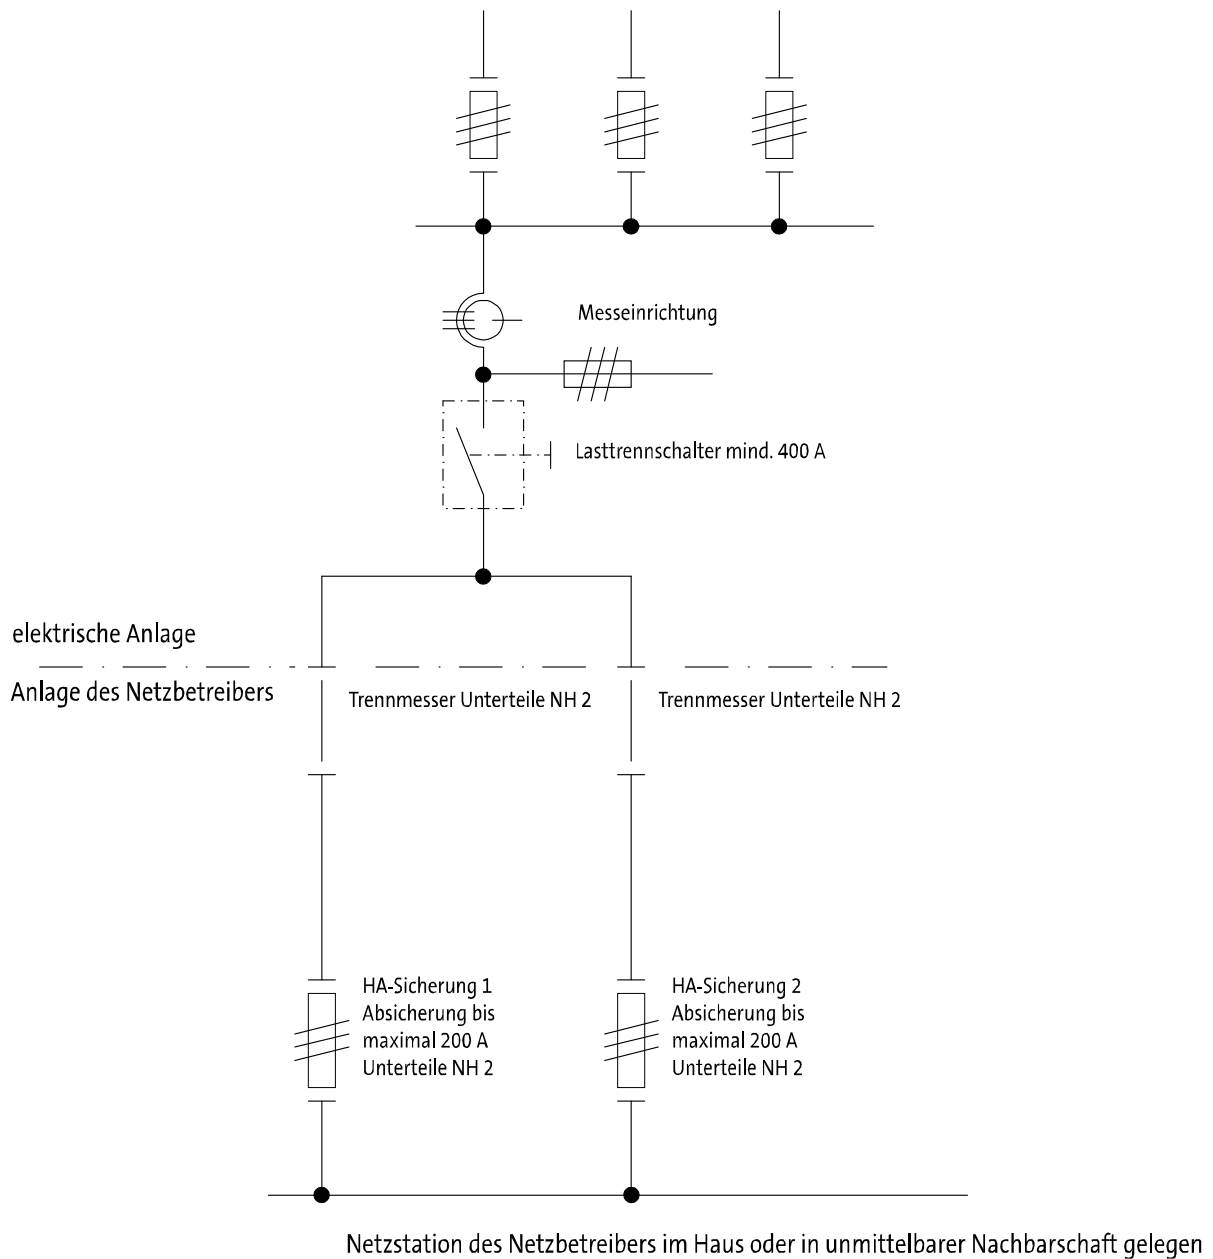 Messeinrichtung
Lasttrennschalter mind. 400 A
elektrische Anlage
Anlage des Netzbetreibers
Trennmesser Unterteile NH 2
Trennmesser Unterteile NH 2
HA-Sicherung 1
Absicherung bis
maximal 200 A
Unterteile NH 2
HA-Sicherung 2
Absicherung bis
maximal 200 A
Unterteile NH 2
Netzstation des Netzbetreibers im Haus oder in unmittelbarer Nachbarschaft gelegen